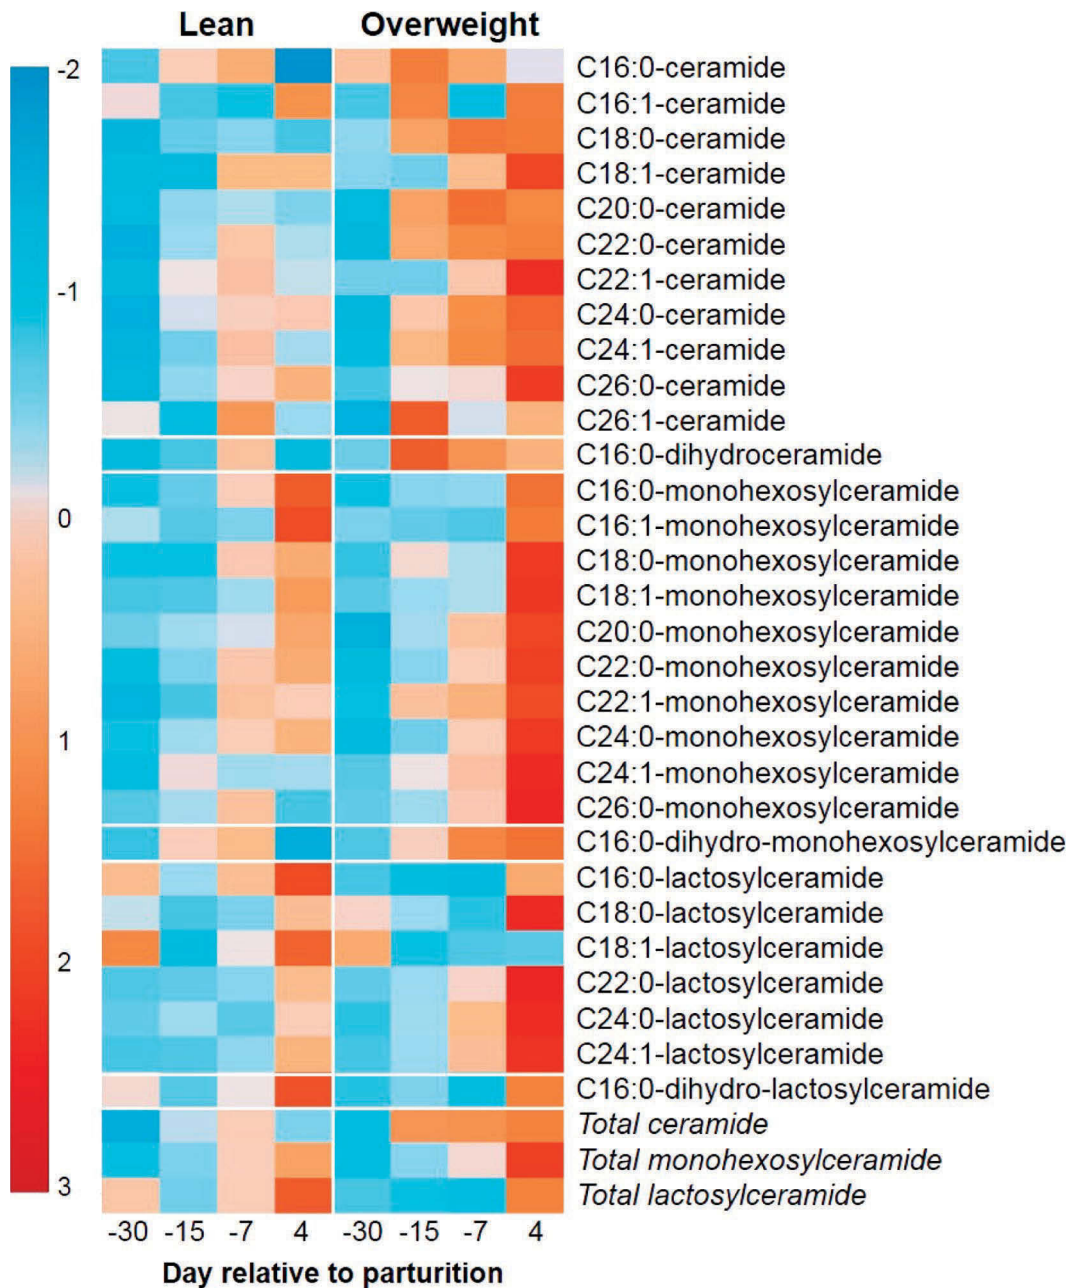 Lean Overweight
-2
-1
0
1
2
3
C16:0-ceramide
C16:1-ceramide
C18:0-ceramide
C18:1-ceramide
C20:0-ceramide
C22:0-ceramide
C22:1-ceramide
C24:0-ceramide
C24:1-ceramide
C26:0-ceramide
C26:1-ceramide
C16:0-dihydroceramide
C16:0-monohexosylceramide
C16:1-monohexosylceramide
C18:0-monohexosylceramide
C18:1-monohexosylceramide
C20:0-monohexosylceramide
C22:0-monohexosylceramide
C22:1-monohexosylceramide
C24:0-monohexosylceramide
C24:1-monohexosylceramide
C26:0-monohexosylceramide
C16:0-dihydro-monohexosylceramide
C16:0-lactosylceramide
C18:0-lactosylceramide
C18:1-lactosylceramide
C22:0-lactosylceramide
C24:0-lactosylceramide
C24:1-lactosylceramide
C16:0-dihydro-lactosylceramide
Total ceramide
Total monohexosylceramide
Total lactosylceramide
-30 -15 -7 4 -30 -15 -7 4
Day relative to parturition